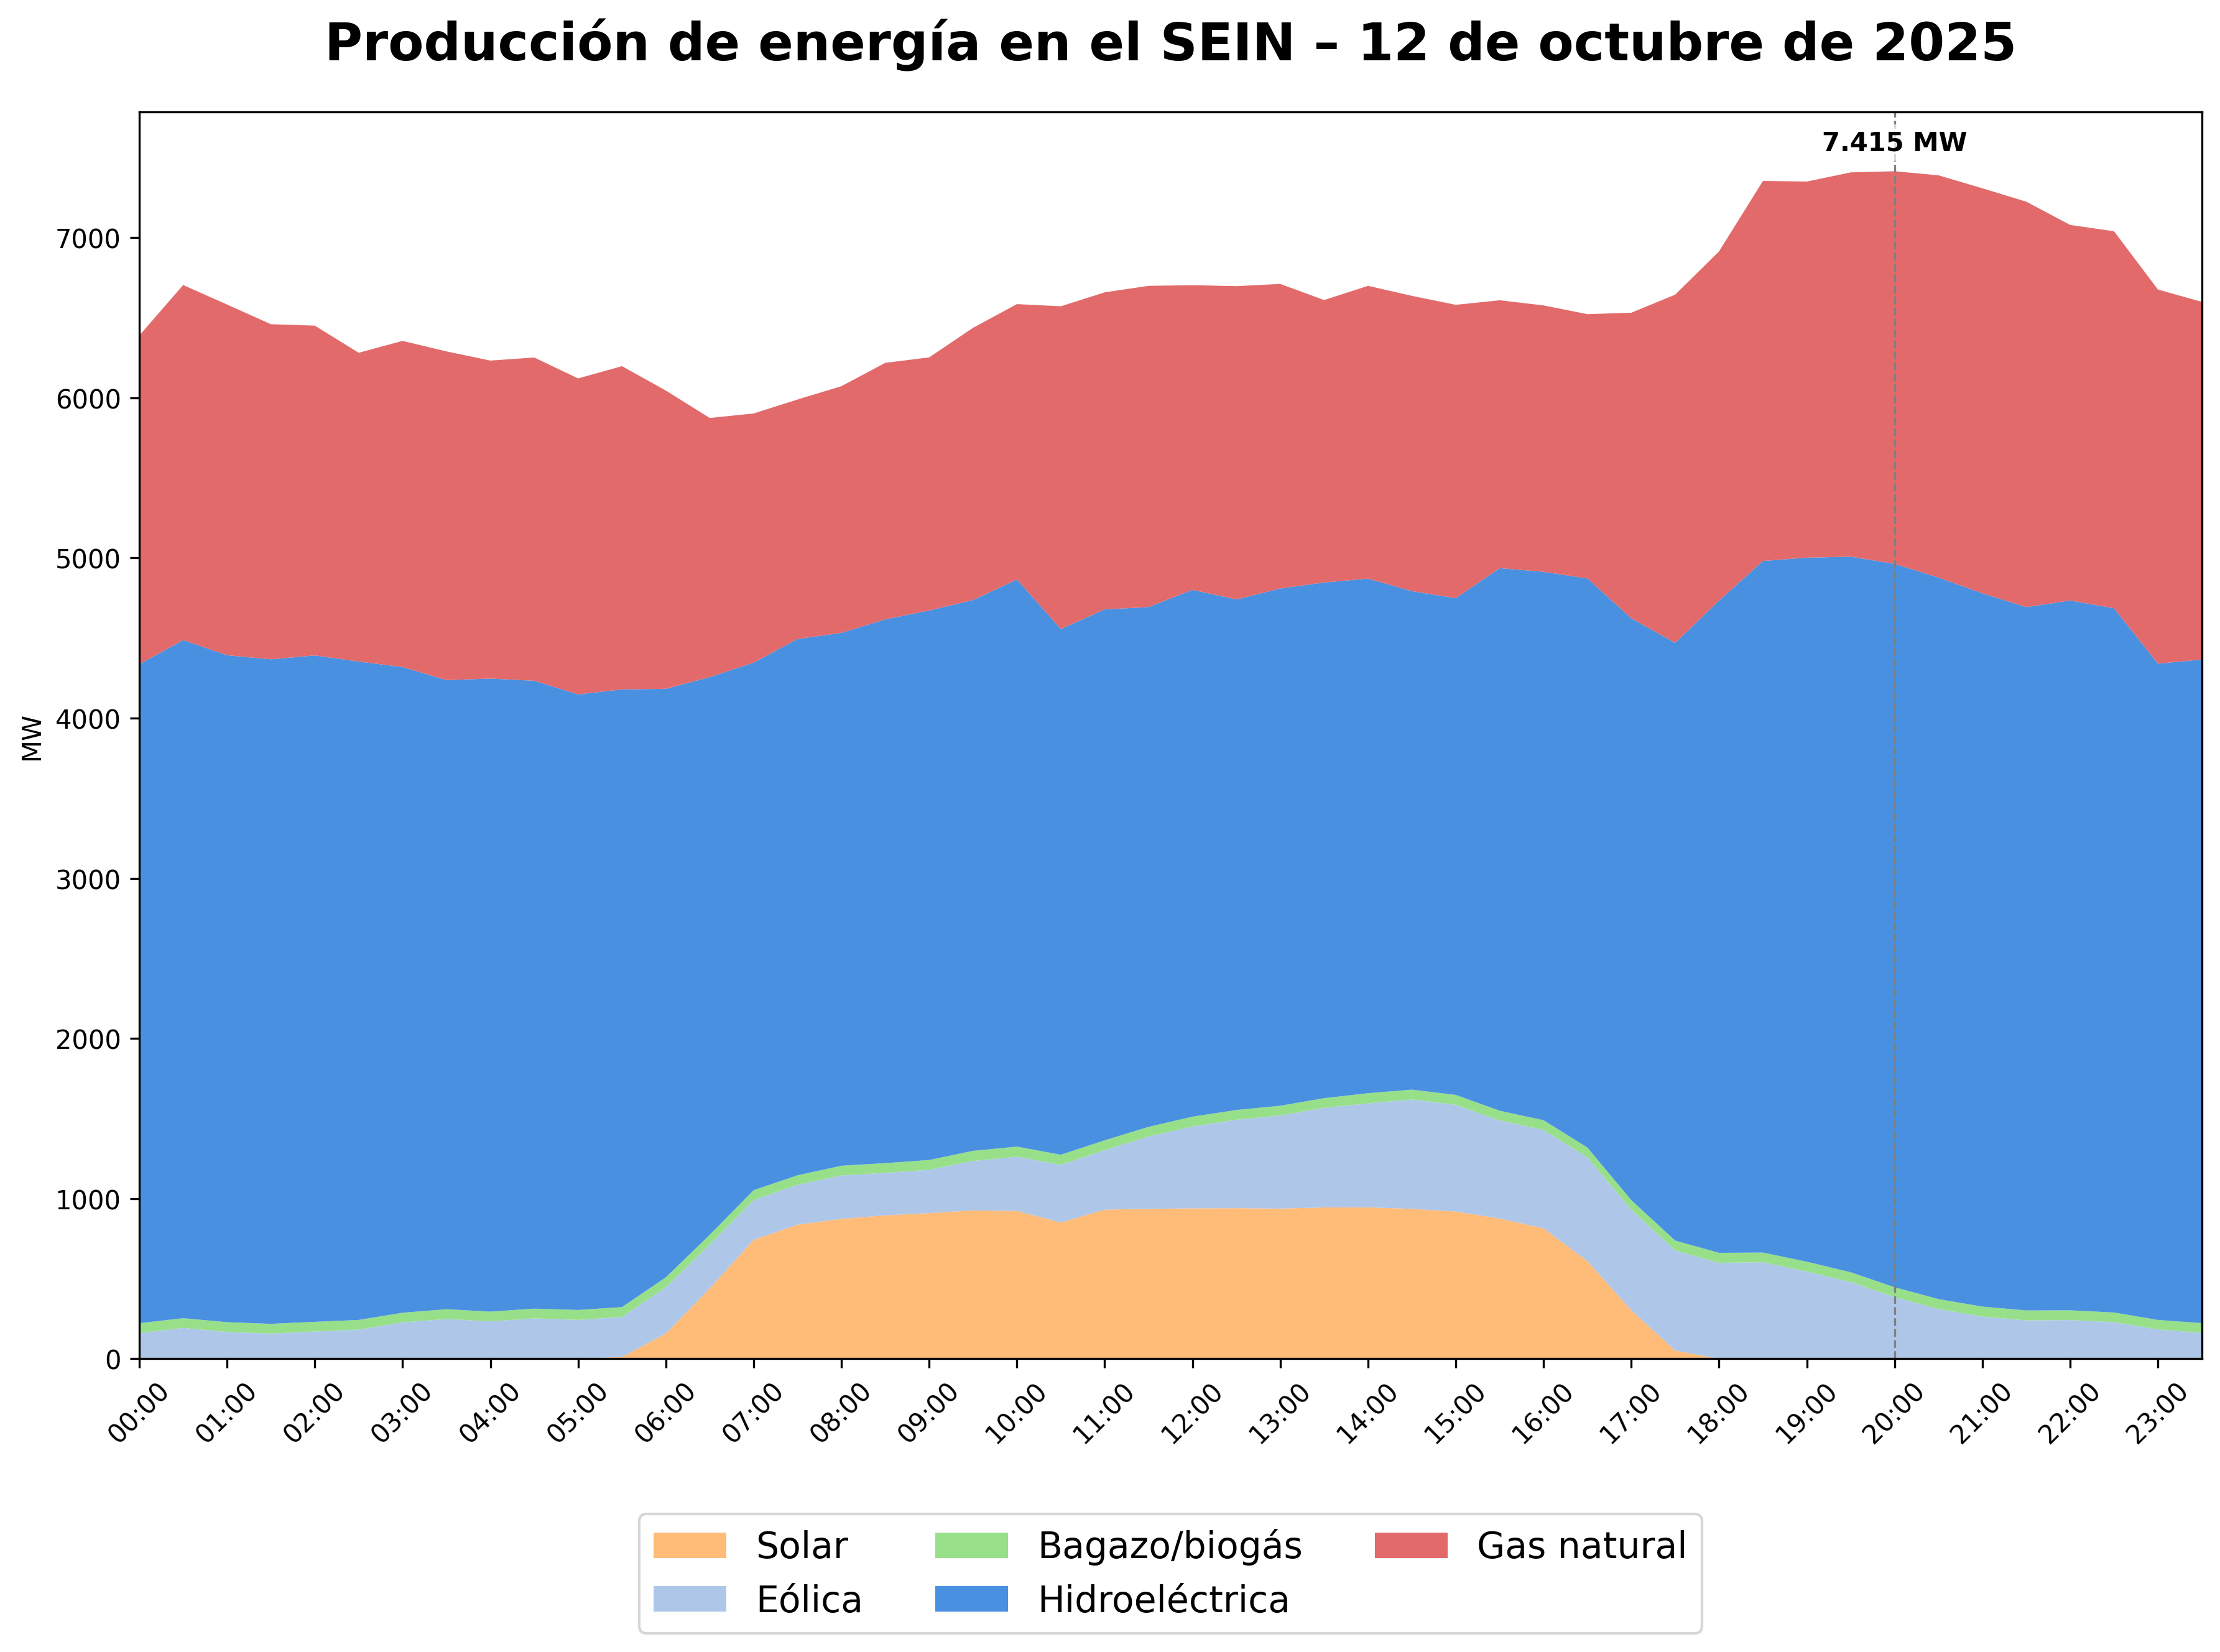 Producción de energía en el SEIN – 12 de octubre de 2025
7.415 MW
7000
6000
5000
4000
3000
2000
1000
0
MW
00:00 01:00 02:00 03:00 04:00 05:00 06:00 07:00 08:00 09:00 10:00 11:00 12:00 13:00 14:00 15:00 16:00 17:00 18:00 19:00 20:00 21:00 22:00 23:00
Solar Bagazo/biogás Gas natural
Eólica Hidroeléctrica